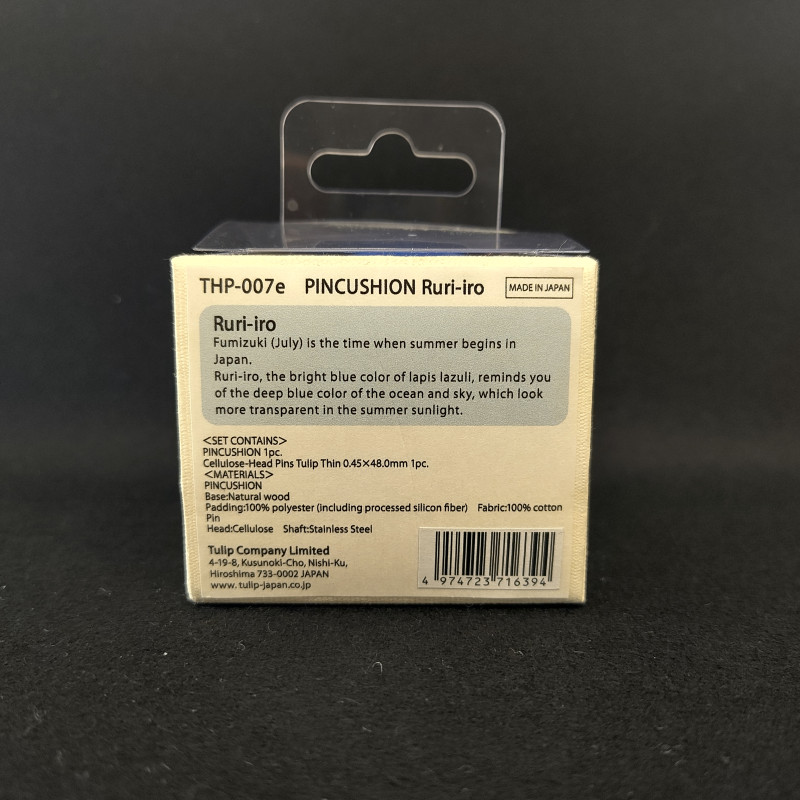 THP-007e PINCUSHION Ruri-iro MADE IN JAPAN
Ruri-iro
Fumizuki (July) is the time when summer begins in
Japan.
Ruri-iro, the bright blue color of lapis lazuli, reminds you
of the deep blue color of the ocean and sky, which look
more transparent in the summer sunlight.
<SET CONTAINS>
PINCUSHION 1pc.
Cellulose-Head Pins Tulip Thin 0.45×48.0mm 1pc.
<MATERIALS>
PINCUSHION
Base:Natural wood
Padding:100% polyester (including processed silicon fiber) Fabric:100% cotton
Pin
Head:Cellulose Shaft:Stainless Steel
Tulip Company Limited
4-19-8, Kusunoki-Cho, Nishi-Ku,
Hiroshima 733-0002 JAPAN
www.tulip-japan.co.jp
4 974723 716394